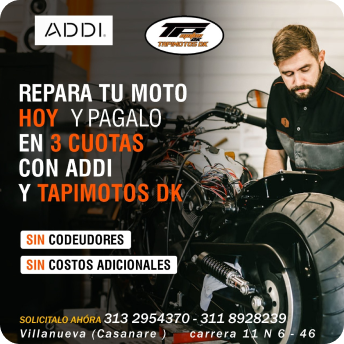 ADDI.
TAPIMOTOS DK
REPARA TU MOTO
HOY Y PAGALO
EN 3 CUOTAS
CON ADDI
Y TAPIMOTOS DK
SIN CODEUDORES
SIN COSTOS ADICIONALES
SOLICITALO AHÓRA 313 2954370 - 311 8928239
Villanueva (Casanare ) carrera 11 N 6 - 46